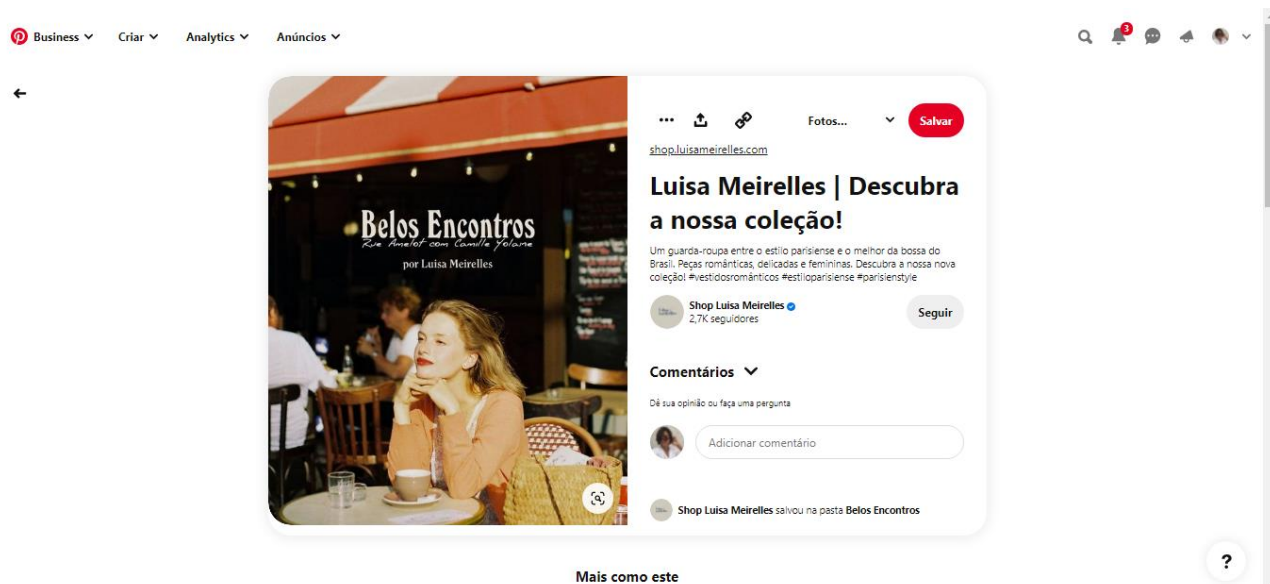 Business
Criar
Analytics
Anúncios
3
Fotos...
Salvar
shop.luisameirelles.com
Luisa Meirelles | Descubra
a nossa coleção!
Um guarda-roupa entre o estilo parisiense e o melhor da bossa do
Brasil. Peças românticas, delicadas e femininas. Descubra a nossa nova
coleção! #vestidosromânticos #estiloparisiense #parisienstyle
Shop Luisa Meirelles
2,7K seguidores
Seguir
Comentários
Dê sua opinião ou faça uma pergunta
Adicionar comentário
Shop Luisa Meirelles salvou na pasta Belos Encontros
Belos Encontros
Rue Amelot com Camille Yolaine
por Luisa Meirelles
Mais como este
?